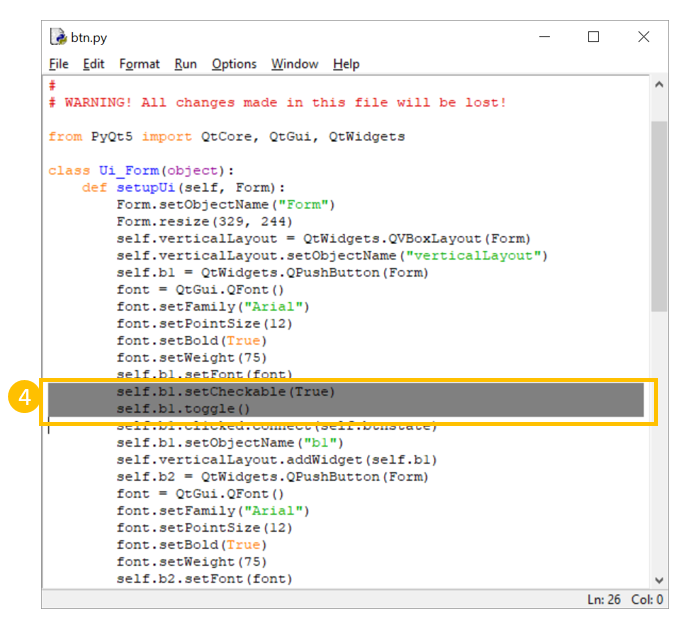 btn.py
File Edit Format Run Options Window Help
#
# WARNING! All changes made in this file will be lost!
from PyQt5 import QtCore, QtGui, QtWidgets
class Ui_Form(object):
def setupUi(self, Form):
Form.setObjectName("Form")
Form.resize(329, 244)
self.verticalLayout = QtWidgets.QVBoxLayout(Form)
self.verticalLayout.setObjectName("verticalLayout")
self.b1 = QtWidgets.QPushButton(Form)
font = QtGui.QFont()
font.setFamily("Arial")
font.setPointSize(12)
font.setBold(True)
font.setWeight(75)
self.b1.setFont(font)
4
self.b1.setCheckable(True)
self.b1.toggle()
self.b1.clicked.connect(self.btnstate)
self.b1.setObjectName("b1")
self.verticalLayout.addWidget(self.b1)
self.b2 = QtWidgets.QPushButton(Form)
font = QtGui.QFont()
font.setFamily("Arial")
font.setPointSize(12)
font.setBold(True)
font.setWeight(75)
self.b2.setFont(font)
Ln: 26 Col: 0